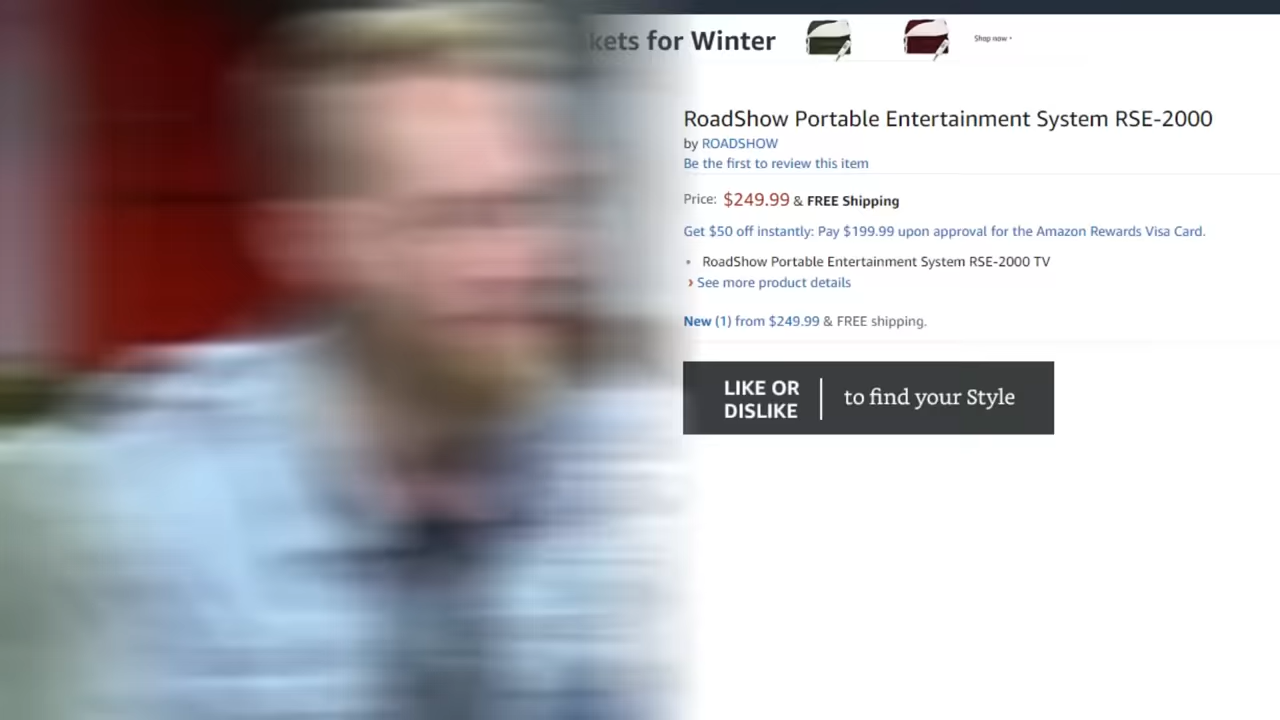 kets for Winter
Shop now
RoadShow Portable Entertainment System RSE-2000
by ROADSHOW
Be the first to review this item
Price: $249.99 & FREE Shipping
Get $50 off instantly: Pay $199.99 upon approval for the Amazon Rewards Visa Card.
RoadShow Portable Entertainment System RSE-2000 TV
› See more product details
New (1) from $249.99 & FREE shipping.
LIKE OR
DISLIKE
to find your Style